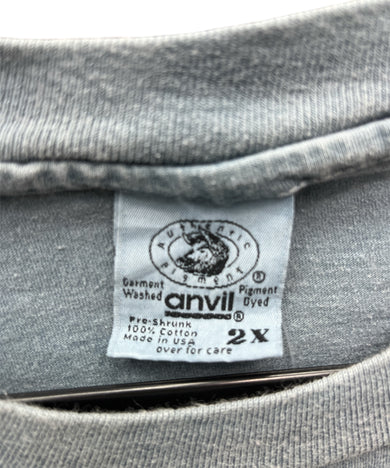 Authentic
Pigment ®
Garment Washed
Pigment Dyed
anvil ®
Pre-Shrunk
100% Cotton
Made in USA
over for care
2X